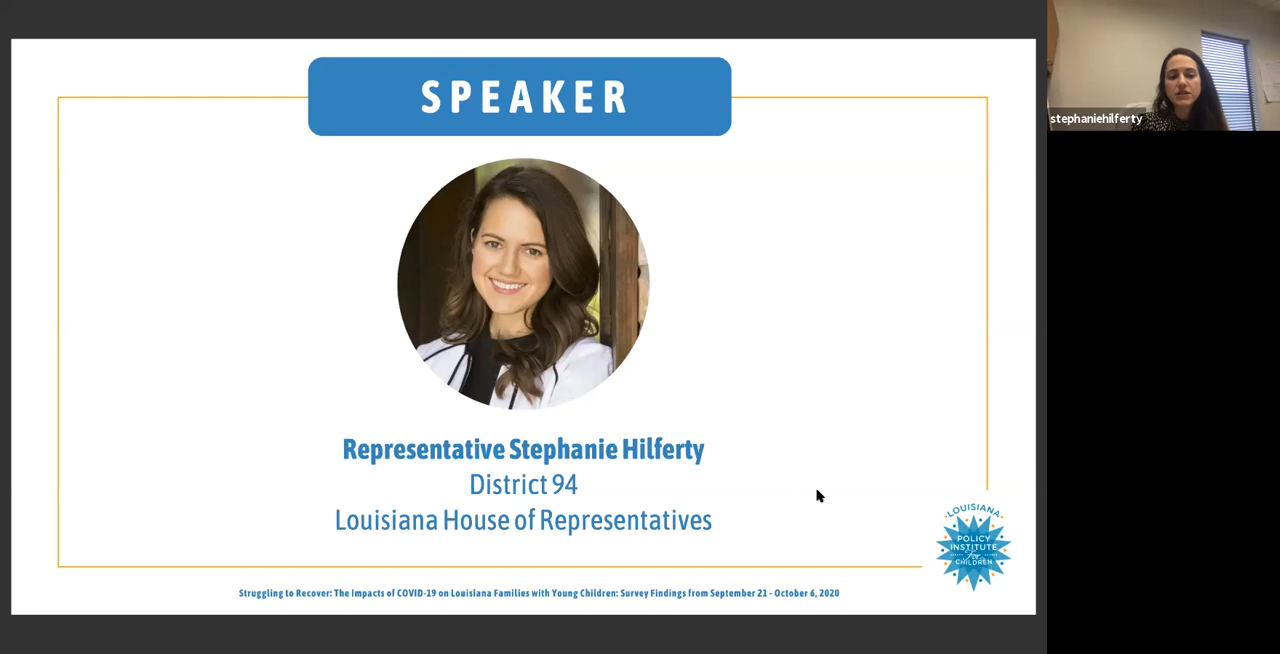 SPEAKER
stephaniehilferty
Representative Stephanie Hilferty
District 94
Louisiana House of Representatives
LOUISIANA
POLICY
INSTITUTE
For
CHILDREN
Struggling to Recover: The Impacts of COVID-19 on Louisiana Families with Young Children: Survey Findings from September 21 - October 6, 2020